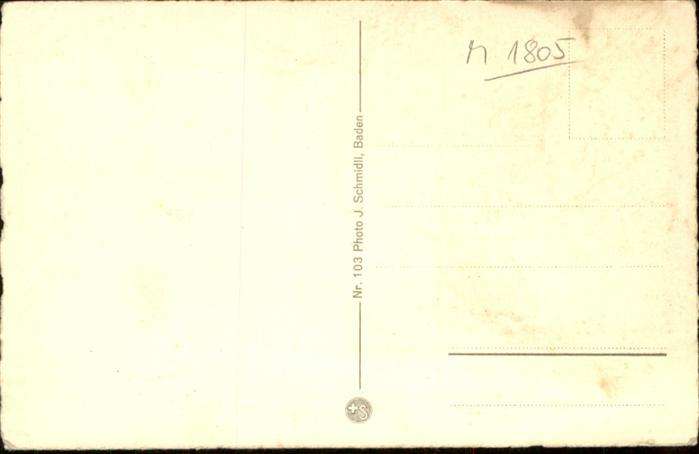 M 1805
Nr. 103 Photo J. Schmidli, Baden
S